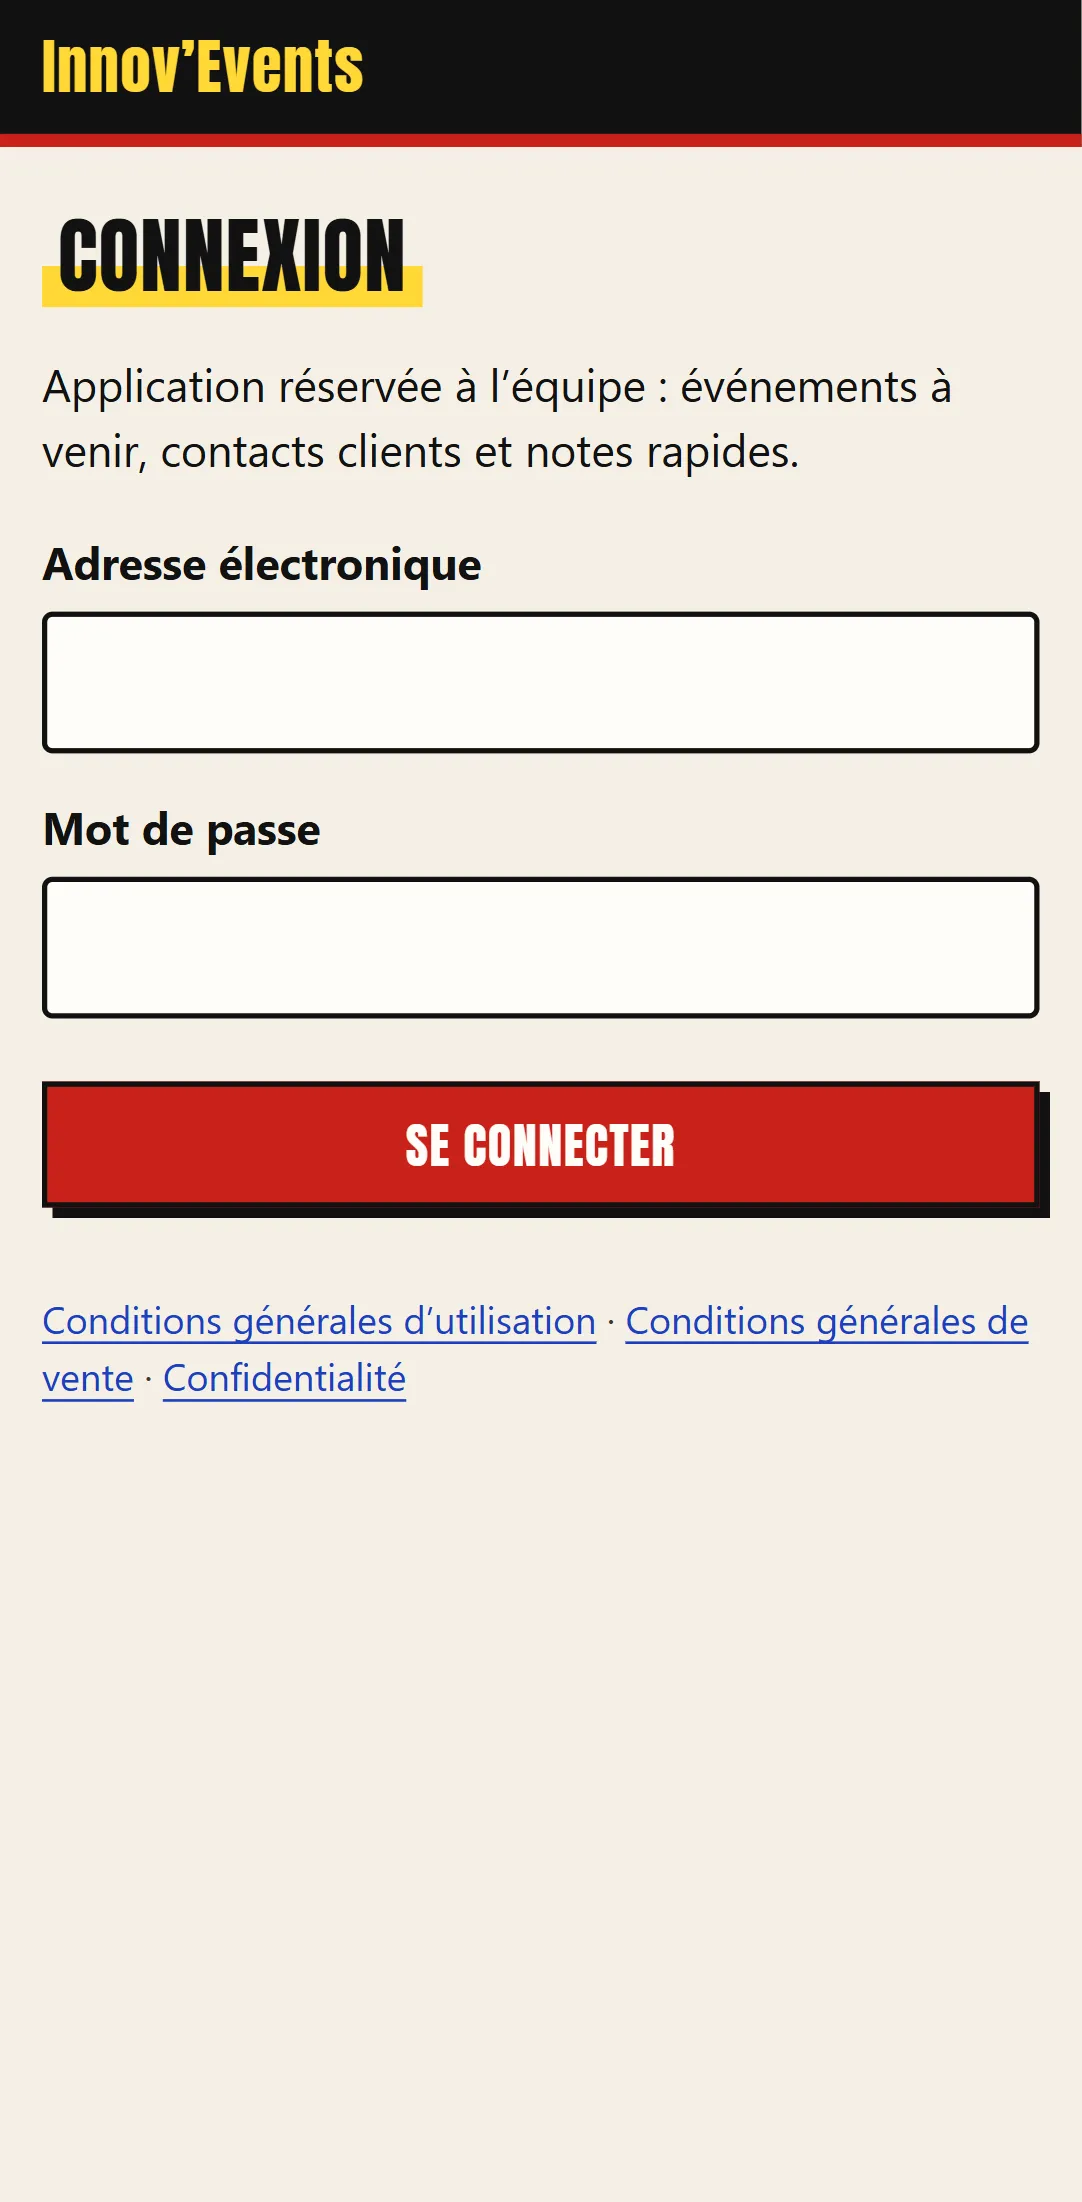 Innov’Events
CONNEXION
Application réservée à l’équipe : événements à
venir, contacts clients et notes rapides.
Adresse électronique
Mot de passe
SE CONNECTER
Conditions générales d’utilisation · Conditions générales de
vente · Confidentialité